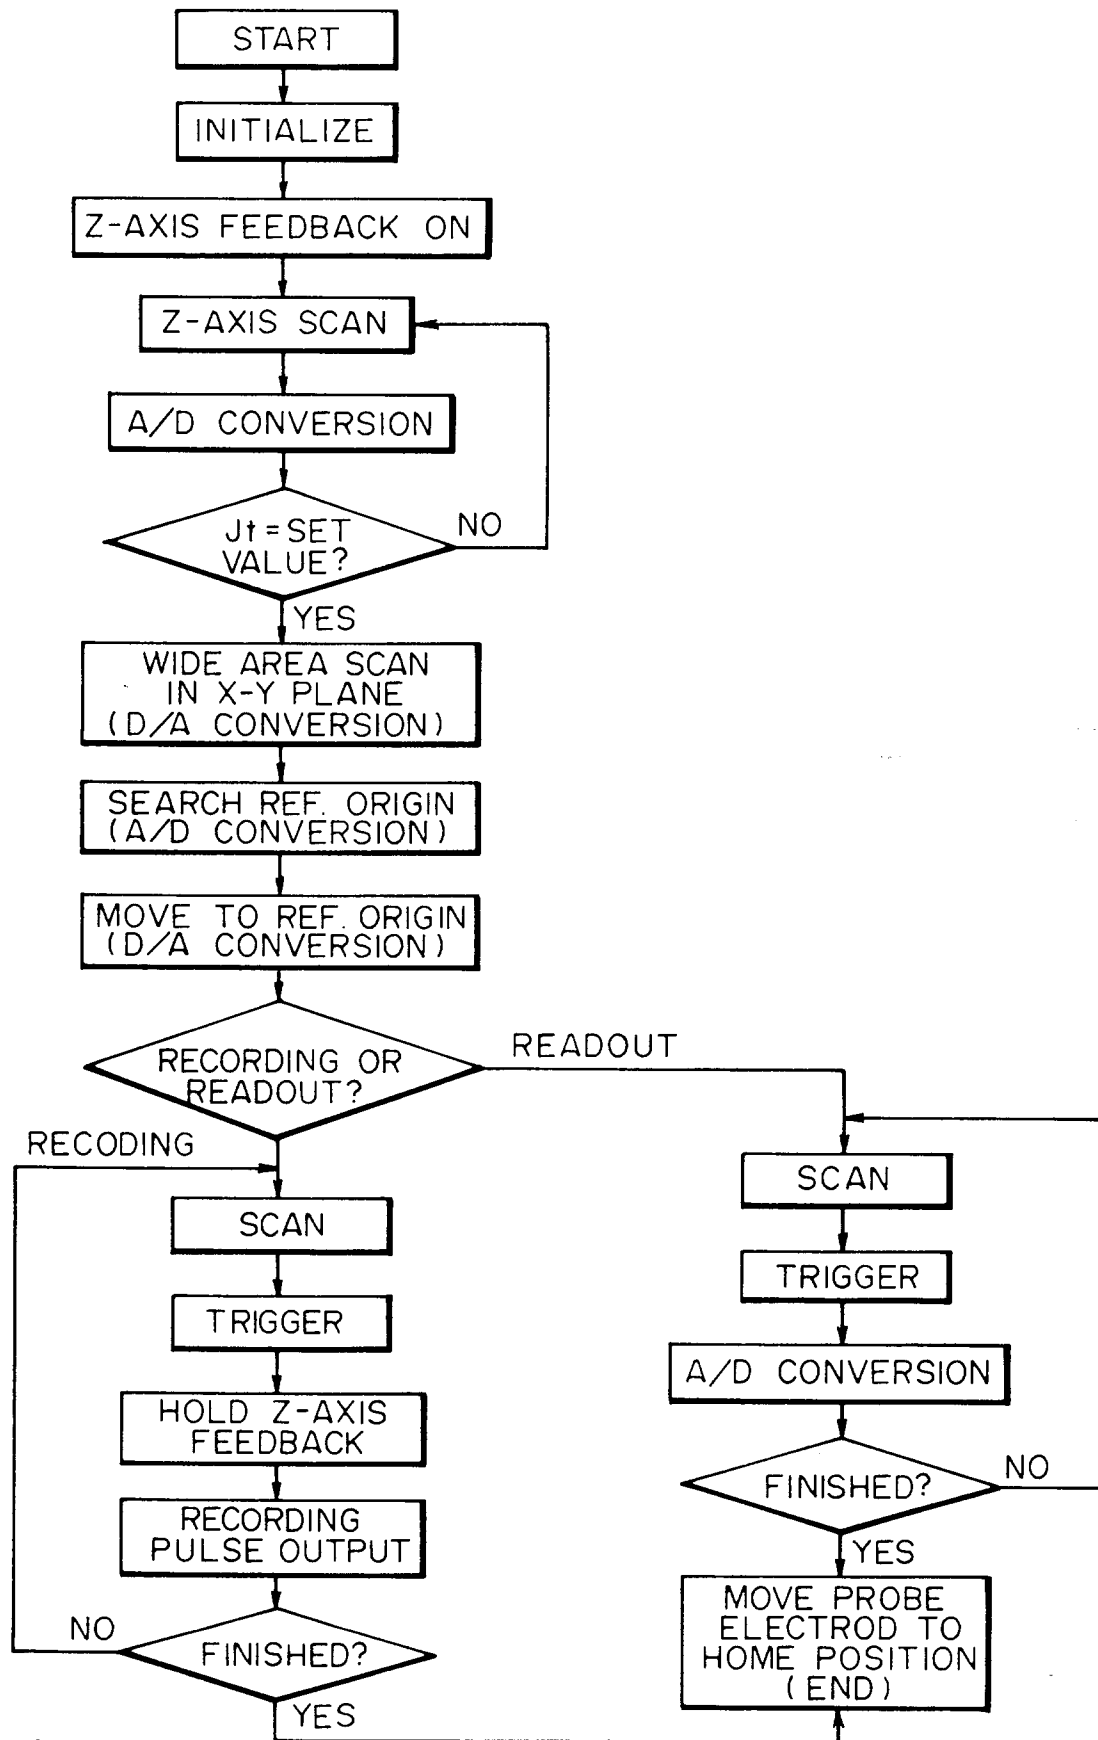 START
INITIALIZE
Z-AXIS FEEDBACK ON
Z-AXIS SCAN
A/D CONVERSION
Jt=SET
VALUE?
NO
YES
WIDE AREA SCAN
IN X-Y PLANE
(D/A CONVERSION)
SEARCH REF. ORIGIN
(A/D CONVERSION)
MOVE TO REF. ORIGIN
(D/A CONVERSION)
RECORDING OR
READOUT?
READOUT
RECODING
SCAN
TRIGGER
HOLD Z-AXIS
FEEDBACK
RECORDING
PULSE OUTPUT
FINISHED?
NO
YES
SCAN
TRIGGER
A/D CONVERSION
FINISHED?
NO
YES
MOVE PROBE
ELECTROD TO
HOME POSITION
(END)